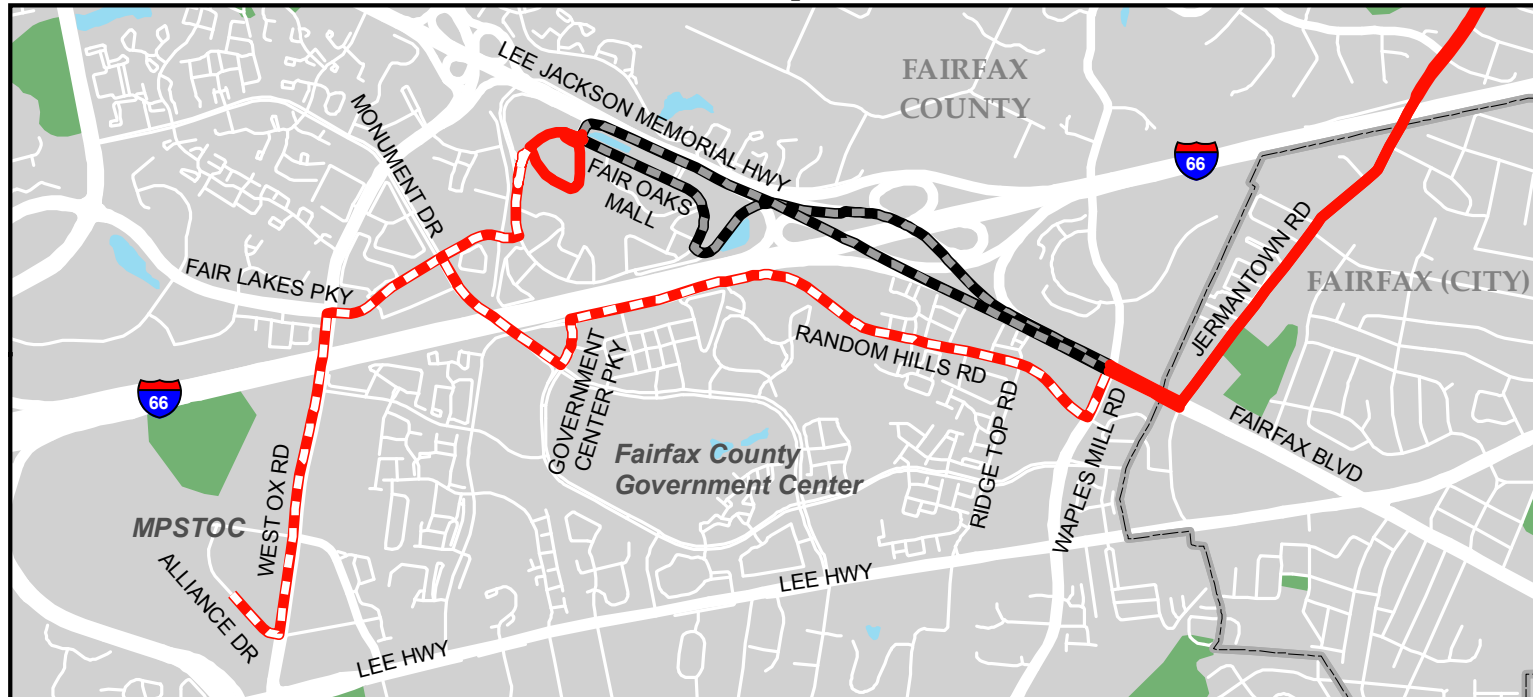 LEE JACKSON MEMORIAL HWY
FAIRFAX
COUNTY
MONUMENT DR
66
FAIR OAKS
MALL
JERMANTOWN RD
FAIRFAX (CITY)
FAIR LAKES PKY
RANDOM HILLS RD
66
GOVERNMENT
CENTER PKY
RIDGE TOP RD
WAPLES MILL RD
FAIRFAX BLVD
Fairfax County
Government Center
WEST OX RD
MPSTOC
ALLIANCE DR
LEE HWY
LEE HWY